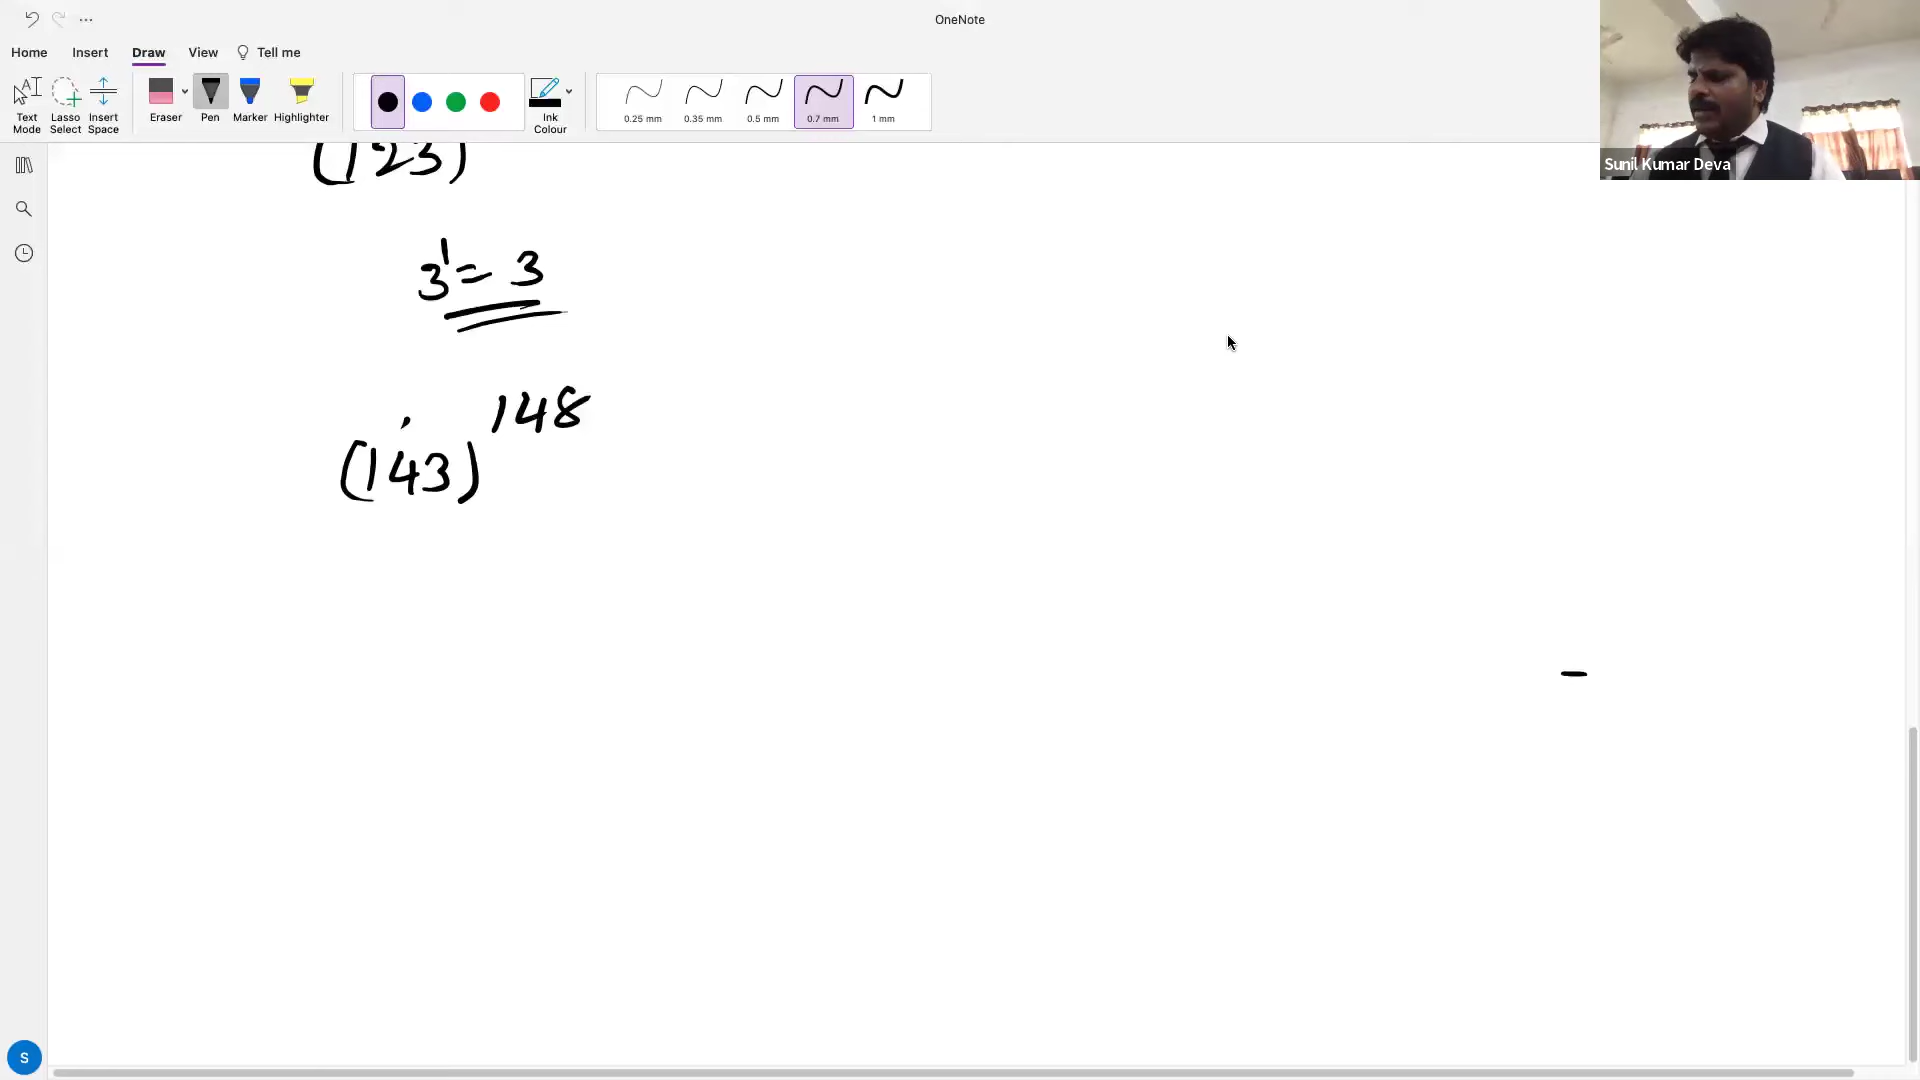 OneNote
Home Insert Draw View Tell me
Text Mode
Lasso Select
Insert Space
Eraser
Pen
Marker
Highlighter
Ink Colour
0.25 mm
0.35 mm
0.5 mm
0.7 mm
1 mm
Sunil Kumar Deva
(123)
3¹ = 3
(143)¹⁴⁸
S